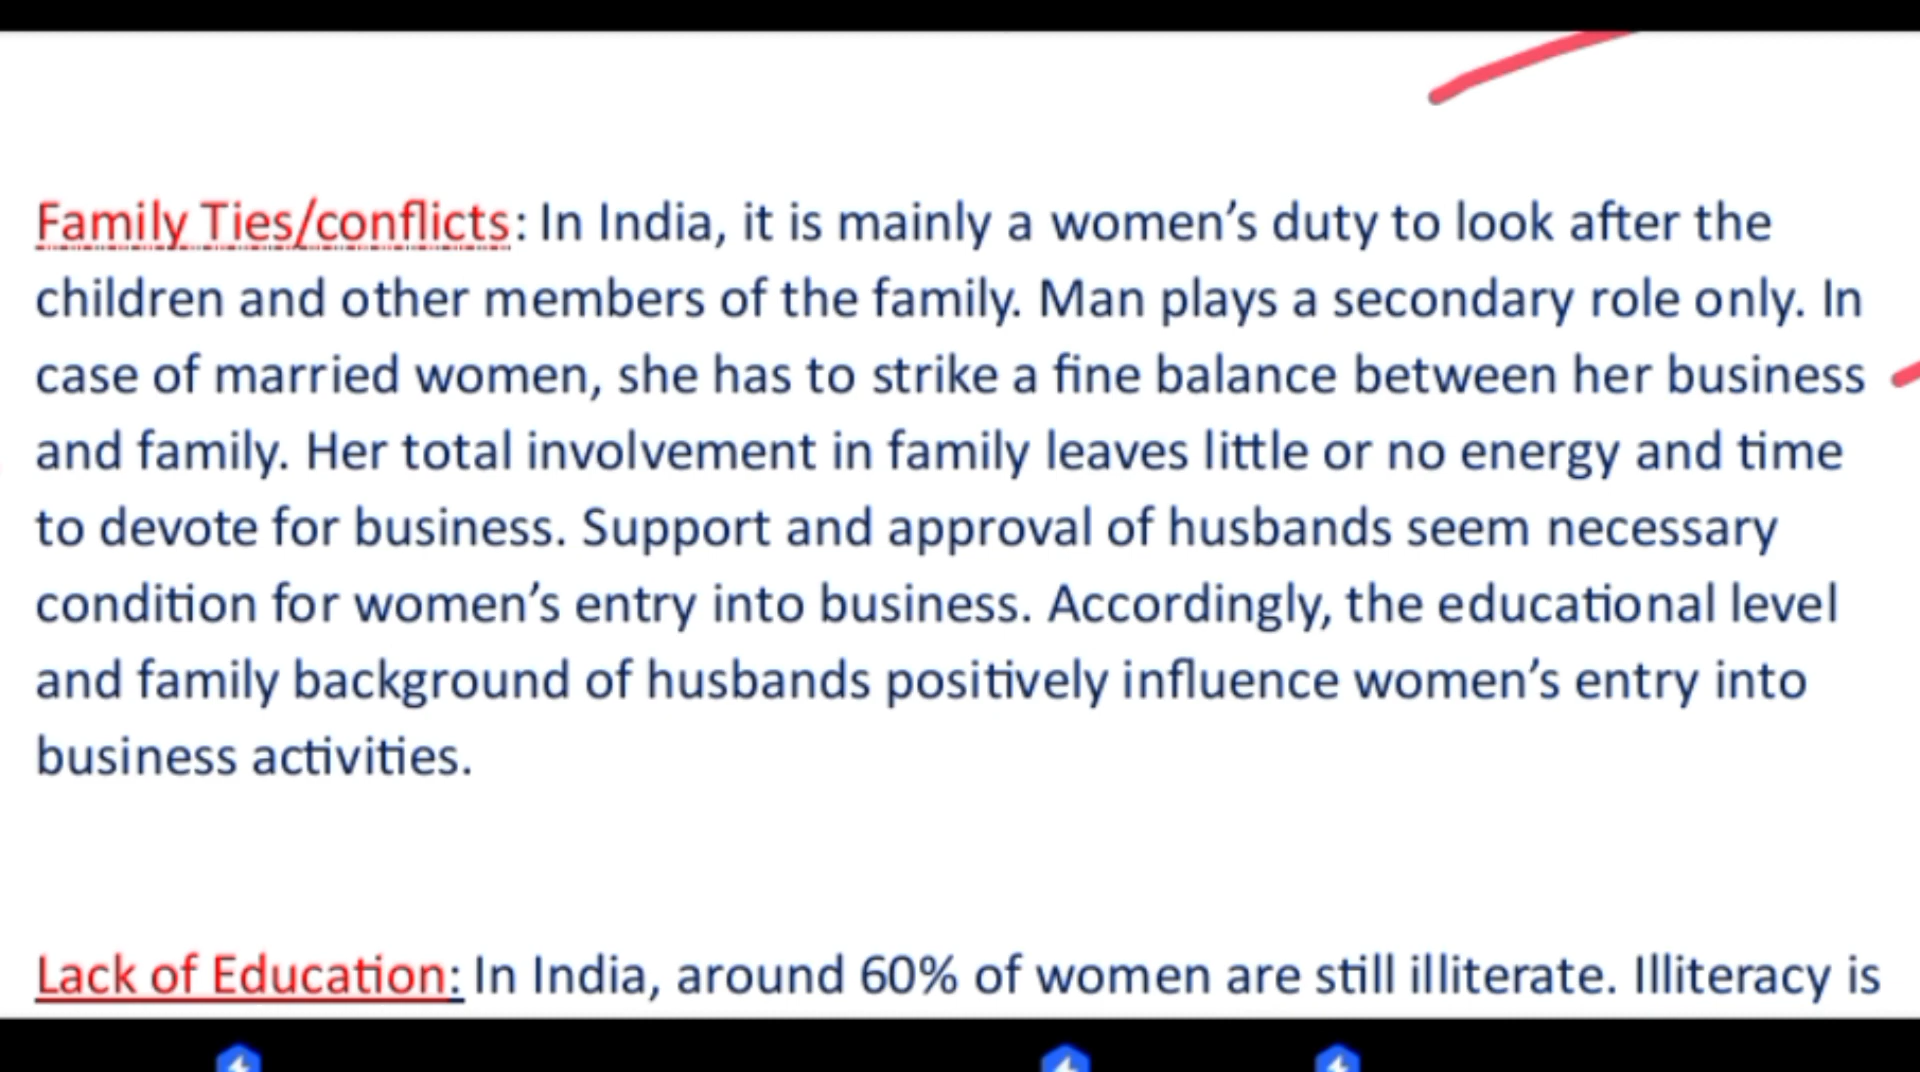 Family Ties/conflicts: In India, it is mainly a women’s duty to look after the
children and other members of the family. Man plays a secondary role only. In
case of married women, she has to strike a fine balance between her business
and family. Her total involvement in family leaves little or no energy and time
to devote for business. Support and approval of husbands seem necessary
condition for women’s entry into business. Accordingly, the educational level
and family background of husbands positively influence women’s entry into
business activities.
Lack of Education: In India, around 60% of women are still illiterate. Illiteracy is